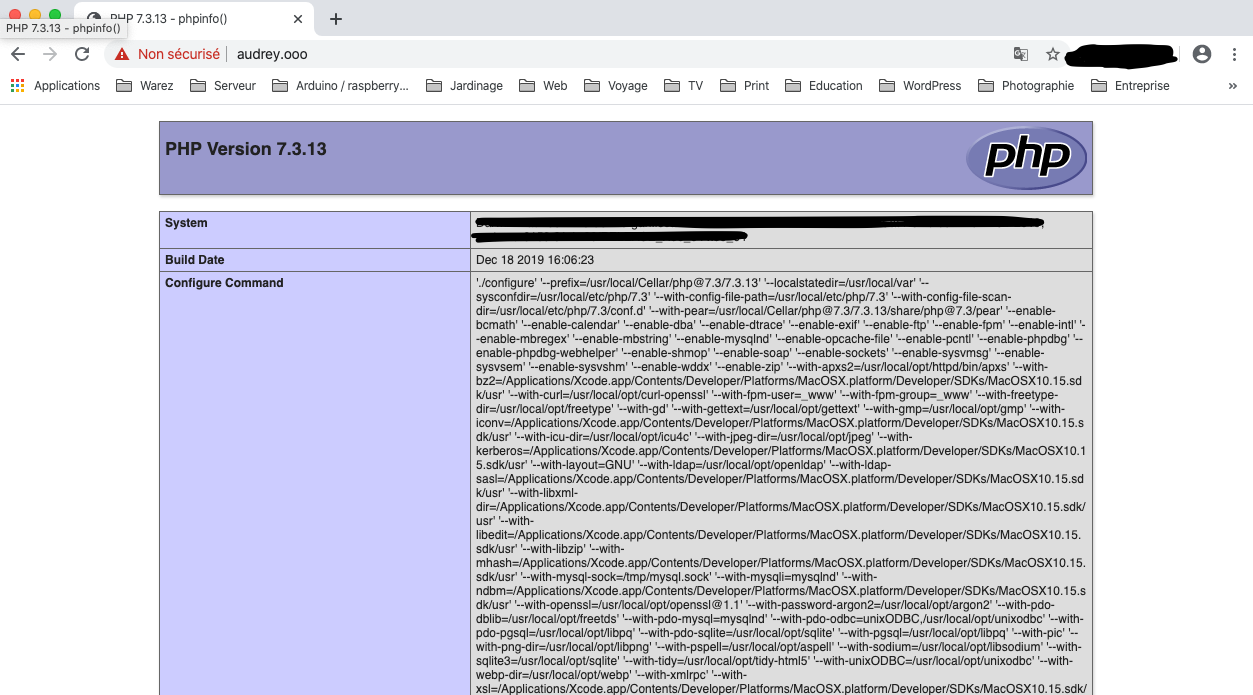 PHP 7.3.13 - phpinfo()
PHP 7.3.13 - phpinfo()
Non sécurisé
audrey.ooo
Applications
Warez
Serveur
Arduino / raspberry...
Jardinage
Web
Voyage
TV
Print
Education
WordPress
Photographie
Entreprise
»
PHP Version 7.3.13
php
System
Build Date
Dec 18 2019 16:06:23
Configure Command
'./configure' '--prefix=/usr/local/Cellar/php@7.3/7.3.13' '--localstatedir=/usr/local/var' '--
sysconfdir=/usr/local/etc/php/7.3' '--with-config-file-path=/usr/local/etc/php/7.3' '--with-config-file-scan-
dir=/usr/local/etc/php/7.3/conf.d' '--with-pear=/usr/local/Cellar/php@7.3/7.3.13/share/php@7.3/pear' '--enable-
bcmath' '--enable-calendar' '--enable-dba' '--enable-dtrace' '--enable-exif' '--enable-ftp' '--enable-fpm' '--enable-intl' '-
-enable-mbregex' '--enable-mbstring' '--enable-mysqlnd' '--enable-opcache-file' '--enable-pcntl' '--enable-phpdbg' '--
enable-phpdbg-webhelper' '--enable-shmop' '--enable-soap' '--enable-sockets' '--enable-sysvmsg' '--enable-
sysvsem' '--enable-sysvshm' '--enable-wddx' '--enable-zip' '--with-apxs2=/usr/local/opt/httpd/bin/apxs' '--with-
bz2=/Applications/Xcode.app/Contents/Developer/Platforms/MacOSX.platform/Developer/SDKs/MacOSX10.15.sd
k/usr' '--with-curl=/usr/local/opt/curl-openssl' '--with-fpm-user=_www' '--with-fpm-group=_www' '--with-freetype-
dir=/usr/local/opt/freetype' '--with-gd' '--with-gettext=/usr/local/opt/gettext' '--with-gmp=/usr/local/opt/gmp' '--with-
iconv=/Applications/Xcode.app/Contents/Developer/Platforms/MacOSX.platform/Developer/SDKs/MacOSX10.15.s
dk/usr' '--with-icu-dir=/usr/local/opt/icu4c' '--with-jpeg-dir=/usr/local/opt/jpeg' '--with-
kerberos=/Applications/Xcode.app/Contents/Developer/Platforms/MacOSX.platform/Developer/SDKs/MacOSX10.1
5.sdk/usr' '--with-layout=GNU' '--with-ldap=/usr/local/opt/openldap' '--with-ldap-
sasl=/Applications/Xcode.app/Contents/Developer/Platforms/MacOSX.platform/Developer/SDKs/MacOSX10.15.sd
k/usr' '--with-libxml-
dir=/Applications/Xcode.app/Contents/Developer/Platforms/MacOSX.platform/Developer/SDKs/MacOSX10.15.sdk/
usr' '--with-
libedit=/Applications/Xcode.app/Contents/Developer/Platforms/MacOSX.platform/Developer/SDKs/MacOSX10.15.
sdk/usr' '--with-libzip' '--with-
mhash=/Applications/Xcode.app/Contents/Developer/Platforms/MacOSX.platform/Developer/SDKs/MacOSX10.15.
sdk/usr' '--with-mysql-sock=/tmp/mysql.sock' '--with-mysqli=mysqlnd' '--with-
ndbm=/Applications/Xcode.app/Contents/Developer/Platforms/MacOSX.platform/Developer/SDKs/MacOSX10.15.s
dk/usr' '--with-openssl=/usr/local/opt/openssl@1.1' '--with-password-argon2=/usr/local/opt/argon2' '--with-pdo-
dblib=/usr/local/opt/freetds' '--with-pdo-mysql=mysqlnd' '--with-pdo-odbc=unixODBC,/usr/local/opt/unixodbc' '--with-
pdo-pgsql=/usr/local/opt/libpq' '--with-pdo-sqlite=/usr/local/opt/sqlite' '--with-pgsql=/usr/local/opt/libpq' '--with-pic' '--
with-png-dir=/usr/local/opt/libpng' '--with-pspell=/usr/local/opt/aspell' '--with-sodium=/usr/local/opt/libsodium' '--with-
sqlite3=/usr/local/opt/sqlite' '--with-tidy=/usr/local/opt/tidy-html5' '--with-unixODBC=/usr/local/opt/unixodbc' '--with-
webp-dir=/usr/local/opt/webp' '--with-xmlrpc' '--with-
xsl=/Applications/Xcode.app/Contents/Developer/Platforms/MacOSX.platform/Developer/SDKs/MacOSX10.15.sdk/